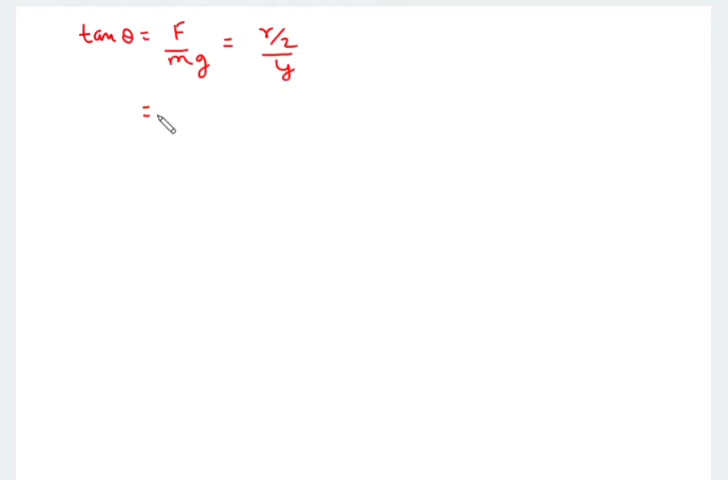 tan θ = F/mg = r/2/y
=